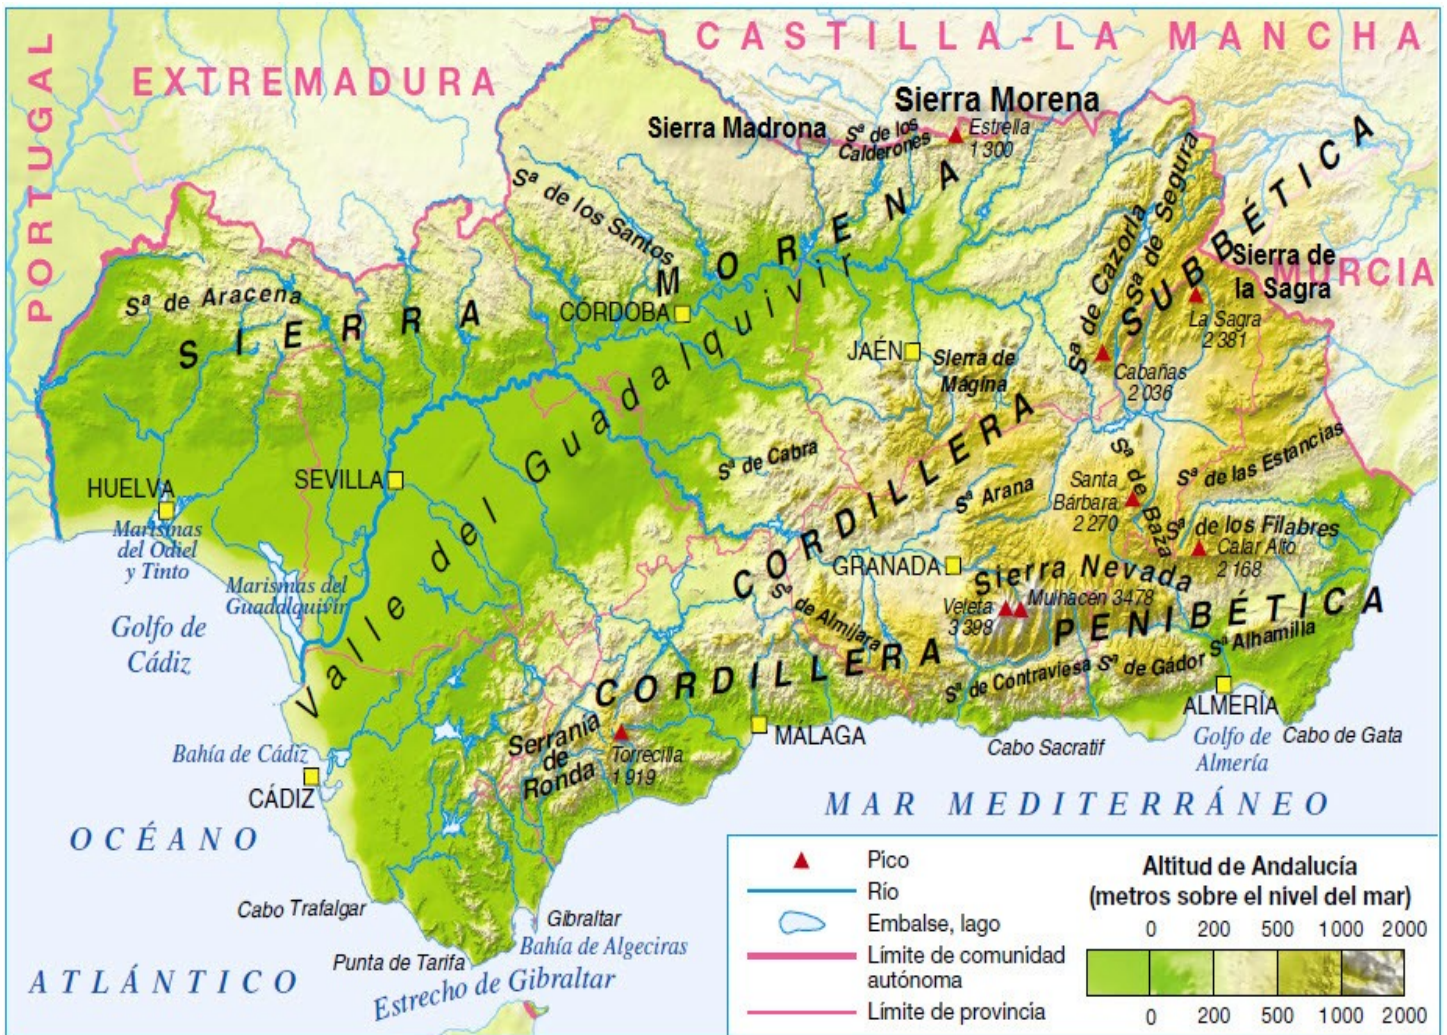 CASTILLA-LA MANCHA
EXTREMADURA
PORTUGAL
MURCIA
Sierra Morena
Sierra Madrona
Sª de los
Calderones
Estrella
1 300
Sª de los Santos
Sª de Aracena
SIERRA MORENA
CÓRDOBA
Sª de Cazorla
Sª de Segura
CORDILLERA SUBBÉTICA
Sierra de
la Sagra
La Sagra
2 381
Cabañas
2 036
JAÉN
Sierra de
Mágina
Valle del Guadalquivir
Sª de Cabra
HUELVA
SEVILLA
Marismas
del Odiel
y Tinto
Marismas del
Guadalquivir
Golfo de
Cádiz
Sª Arana
Santa
Bárbara
2 270
Sª de Baza
Sª de las Estancias
Sª de los Filabres
Calar Alto
2 168
GRANADA
Sierra Nevada
Veleta
3 398
Mulhacén 3478
Sª de Almijara
CORDILLERA PENIBÉTICA
Sª de Contraviesa
Sª de Gádor
Sª Alhamilla
ALMERÍA
Golfo de
Almería
Cabo de Gata
Cabo Sacratif
MÁLAGA
Serranía
de
Ronda
Torrecilla
1 919
Bahía de Cádiz
CÁDIZ
MAR MEDITERRÁNEO
OCÉANO
ATLÁNTICO
Cabo Trafalgar
Gibraltar
Bahía de Algeciras
Punta de Tarifa
Estrecho de Gibraltar
Pico
Río
Embalse, lago
Límite de comunidad
autónoma
Límite de provincia
Altitud de Andalucía
(metros sobre el nivel del mar)
0 200 500 1000 2000
0 200 500 1000 2000